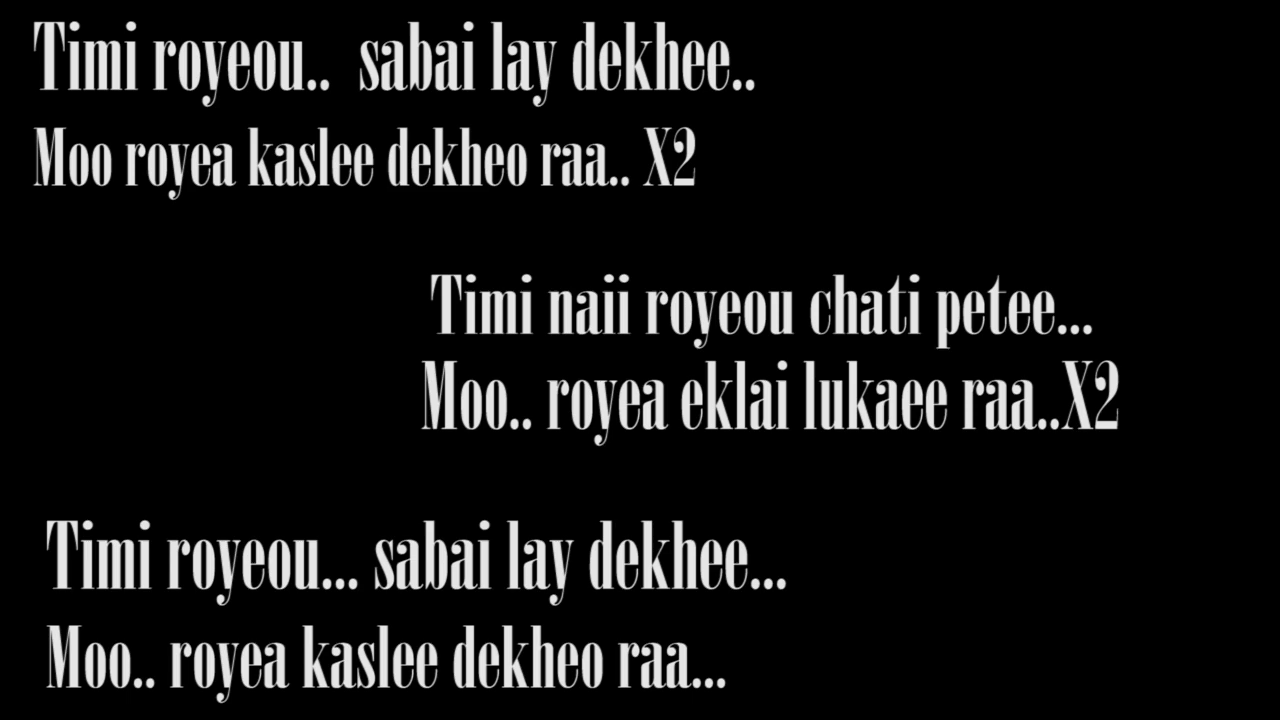 Timi royeou.. sabai lay dekhee..
Moo royea kaslee dekheo raa.. X2
Timi naii royeou chati petee...
Moo.. royea eklai lukaee raa..X2
Timi royeou... sabai lay dekhee...
Moo.. royea kaslee dekheo raa...